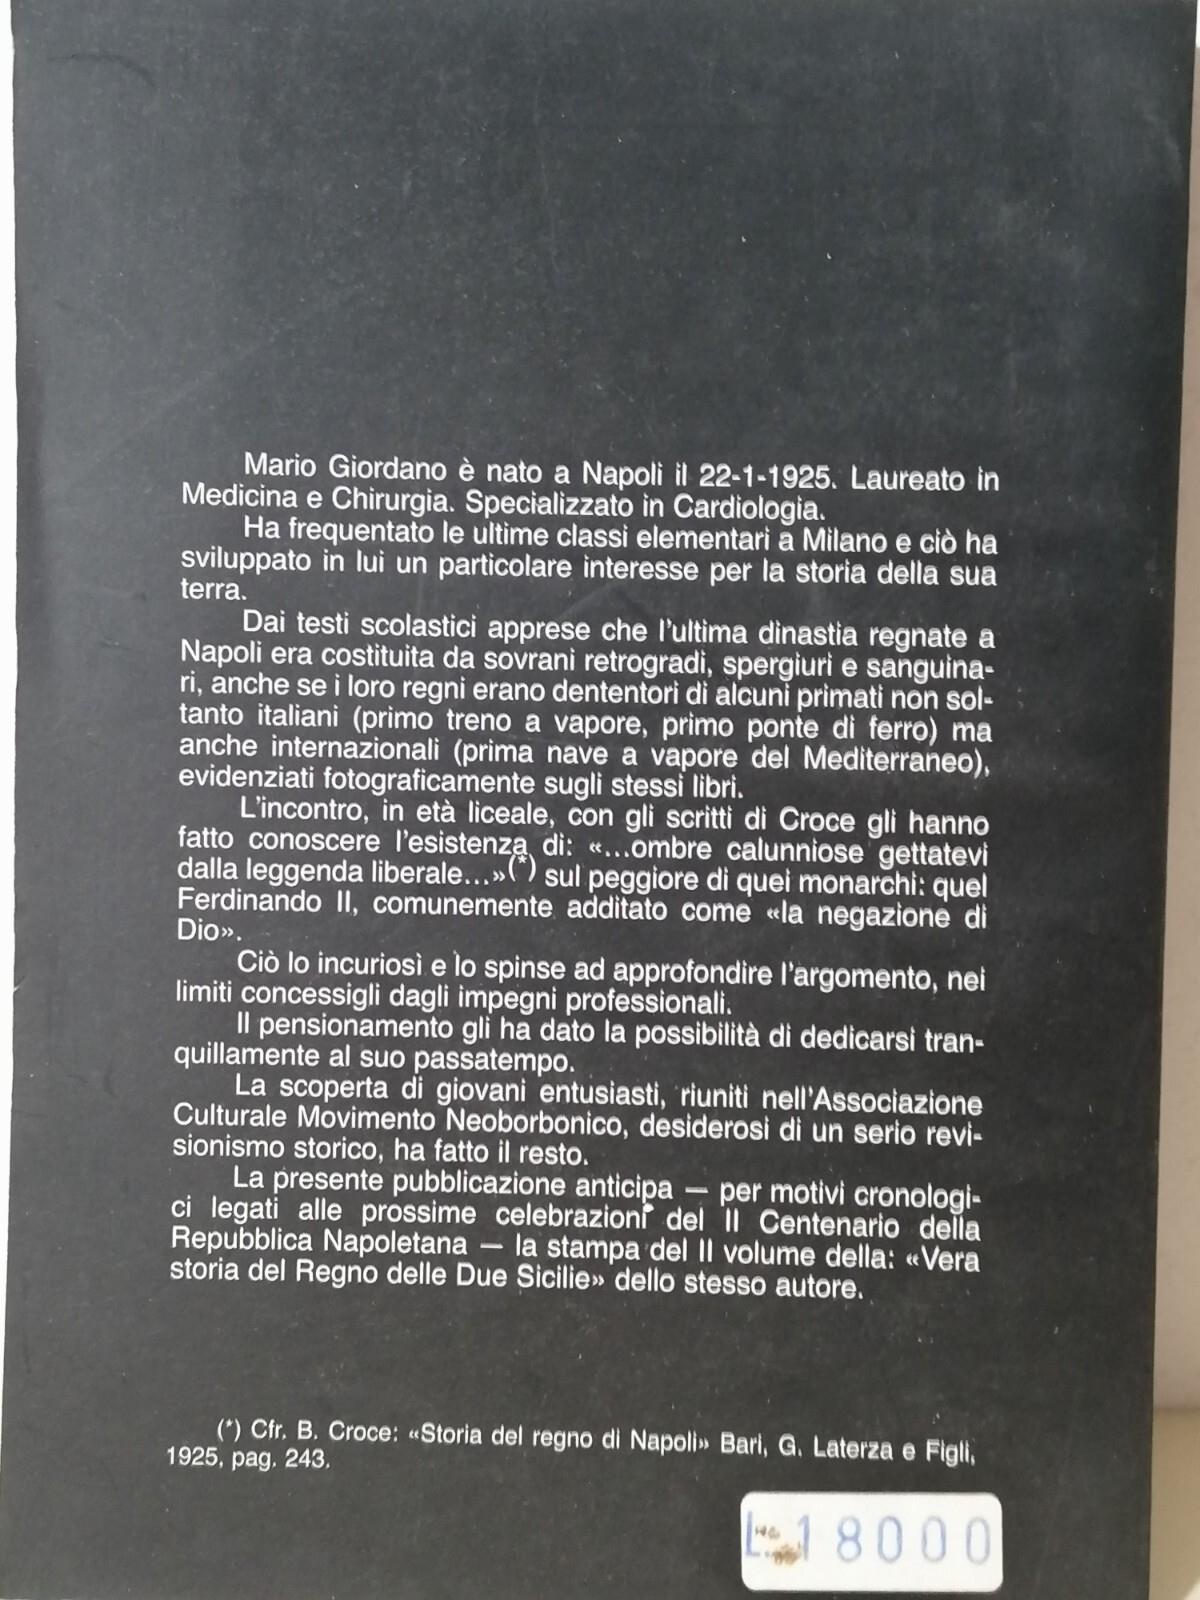 Mario Giordano è nato a Napoli il 22-1-1925. Laureato in
Medicina e Chirurgia. Specializzato in Cardiologia.
Ha frequentato le ultime classi elementari a Milano e ciò ha
sviluppato in lui un particolare interesse per la storia della sua
terra.
Dai testi scolastici apprese che l'ultima dinastia regnate a
Napoli era costituita da sovrani retrogradi, spergiuri e sanguina-
ri, anche se i loro regni erano dententori di alcuni primati non sol-
tanto italiani (primo treno a vapore, primo ponte di ferro) ma
anche internazionali (prima nave a vapore del Mediterraneo),
evidenziati fotograficamente sugli stessi libri.
L'incontro, in età liceale, con gli scritti di Croce gli hanno
fatto conoscere l'esistenza di: «...ombre calunniose gettatevi
dalla leggenda liberale...»(*) sul peggiore di quei monarchi: quel
Ferdinando II, comunemente additato come «la negazione di
Dio».
Ciò lo incuriosì e lo spinse ad approfondire l'argomento, nei
limiti concessigli dagli impegni professionali.
Il pensionamento gli ha dato la possibilità di dedicarsi tran-
quillamente al suo passatempo.
La scoperta di giovani entusiasti, riuniti nell'Associazione
Culturale Movimento Neoborbonico, desiderosi di un serio revi-
sionismo storico, ha fatto il resto.
La presente pubblicazione anticipa — per motivi cronologi-
ci legati alle prossime celebrazioni del II Centenario della
Repubblica Napoletana — la stampa del II volume della: «Vera
storia del Regno delle Due Sicilie» dello stesso autore.
(*) Cfr. B. Croce: «Storia del regno di Napoli» Bari, G. Laterza e Figli,
1925, pag. 243.
L. 18000